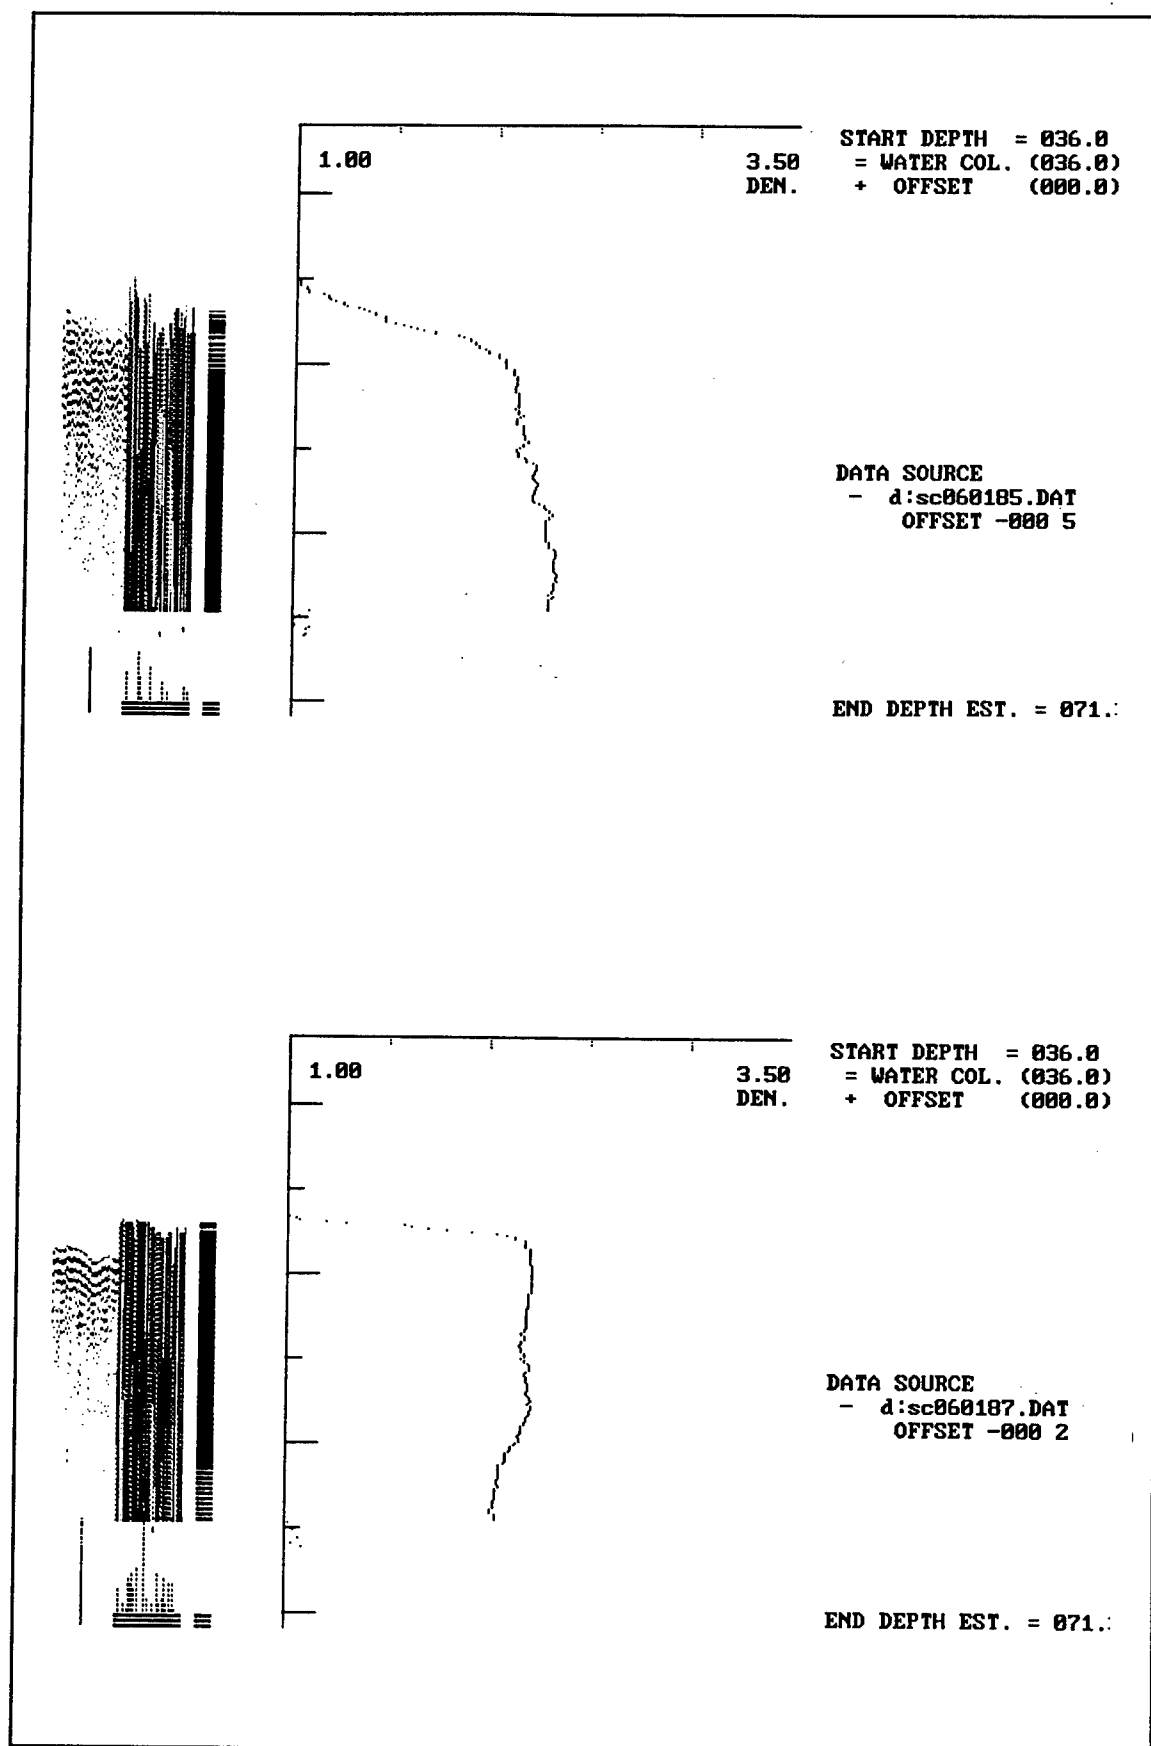 1.00
3.50
DEN.
START DEPTH = 036.0
= WATER COL. (036.0)
+ OFFSET (000.0)
DATA SOURCE
- d:sc060185.DAT
OFFSET -000 5
END DEPTH EST. = 071.
1.00
3.50
DEN.
START DEPTH = 036.0
= WATER COL. (036.0)
+ OFFSET (000.0)
DATA SOURCE
- d:sc060187.DAT
OFFSET -000 2
END DEPTH EST. = 071.